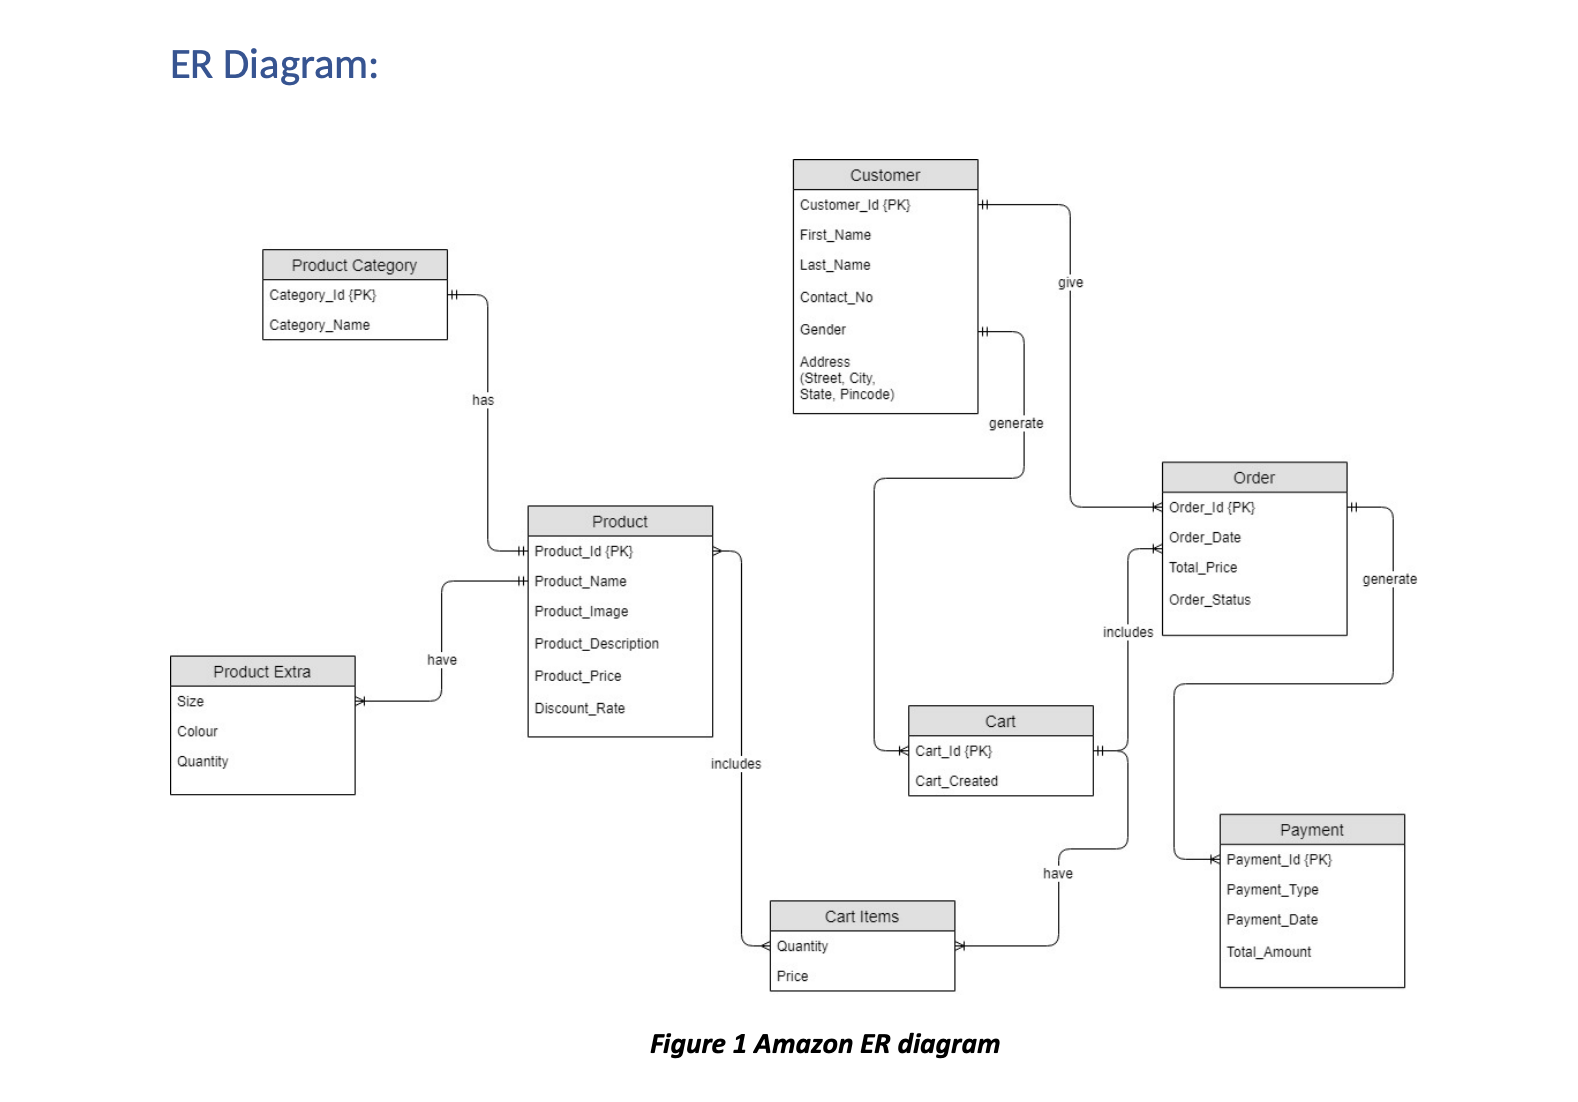 ER Diagram:
Customer
Customer_Id {PK}
First_Name
Last_Name
Contact_No
Gender
Address
(Street, City,
State, Pincode)
give
generate
Product Category
Category_Id {PK}
Category_Name
has
Product
Product_Id {PK}
Product_Name
Product_Image
Product_Description
Product_Price
Discount_Rate
have
Product Extra
Size
Colour
Quantity
includes
Order
Order_Id {PK}
Order_Date
Total_Price
Order_Status
generate
includes
Cart
Cart_Id {PK}
Cart_Created
have
Cart Items
Quantity
Price
Payment
Payment_Id {PK}
Payment_Type
Payment_Date
Total_Amount
Figure 1 Amazon ER diagram